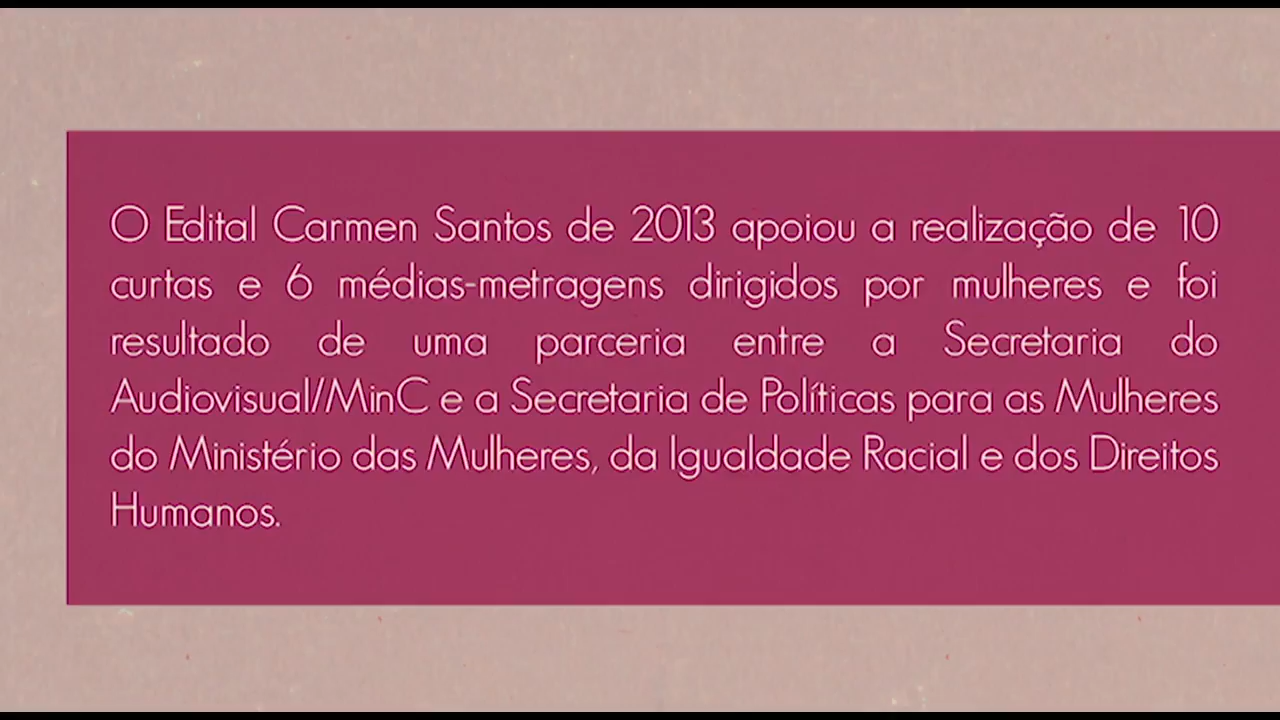 O Edital Carmen Santos de 2013 apoiou a realização de 10
curtas e 6 médias-metragens dirigidos por mulheres e foi
resultado de uma parceria entre a Secretaria do
Audiovisual//MinC e a Secretaria de Políticas para as Mulheres
do Ministério das Mulheres, da Igualdade Racial e dos Direitos
Humanos.